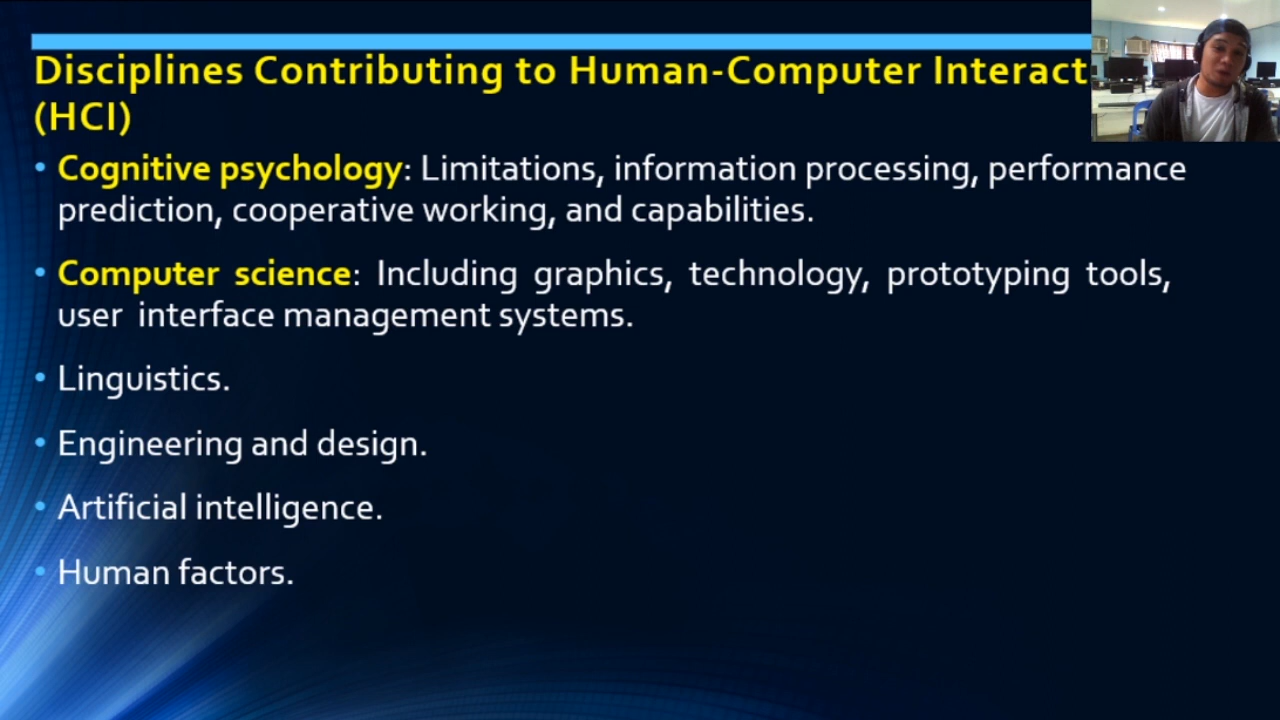 Disciplines Contributing to Human-Computer Interact
(HCI)
• Cognitive psychology: Limitations, information processing, performance
prediction, cooperative working, and capabilities.
• Computer science: Including graphics, technology, prototyping tools,
user interface management systems.
• Linguistics.
• Engineering and design.
• Artificial intelligence.
• Human factors.